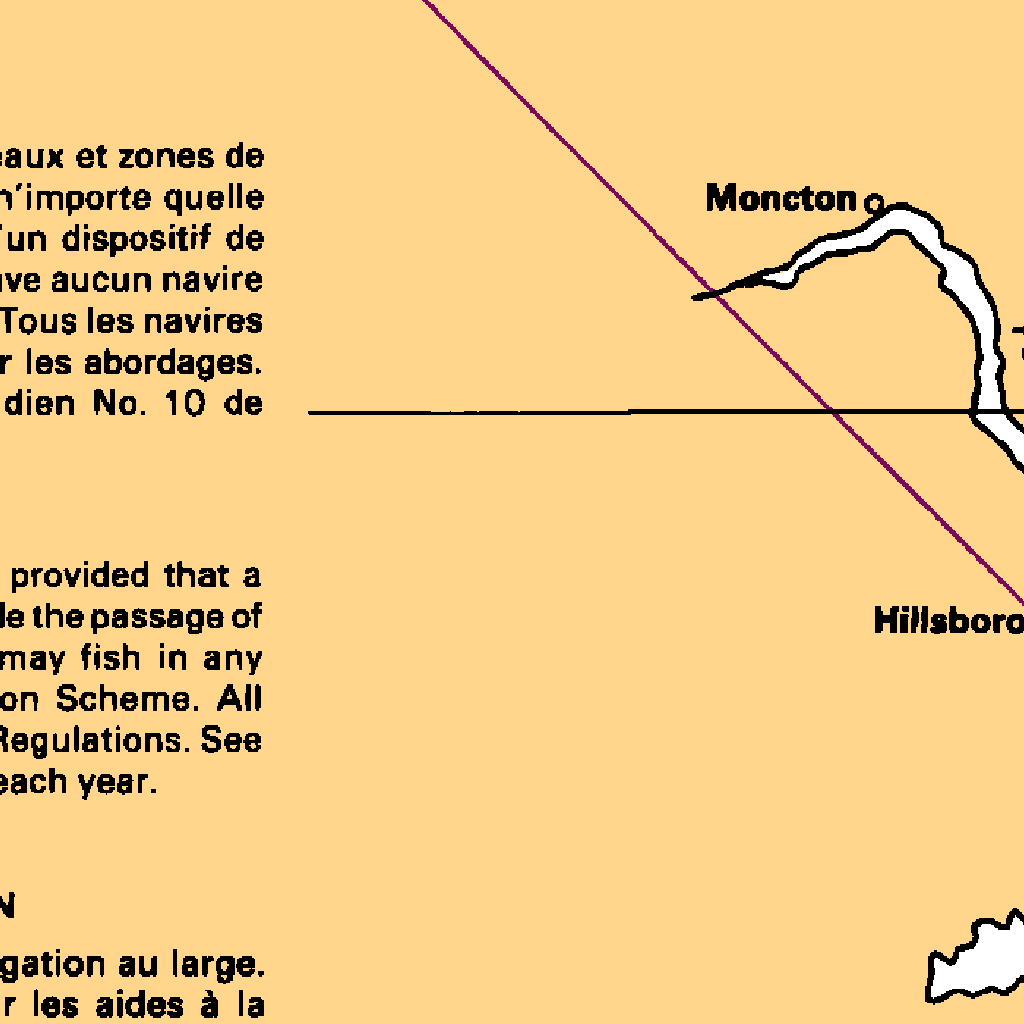 eaux et zones de
n'importe quelle
'un dispositif de
uve aucun navire
Tous les navires
r les abordages.
dien No. 10 de
Moncton
provided that a
le the passage of
may fish in any
on Scheme. All
Regulations. See
each year.
Hillsboro
N
gation au large.
r les aides à la